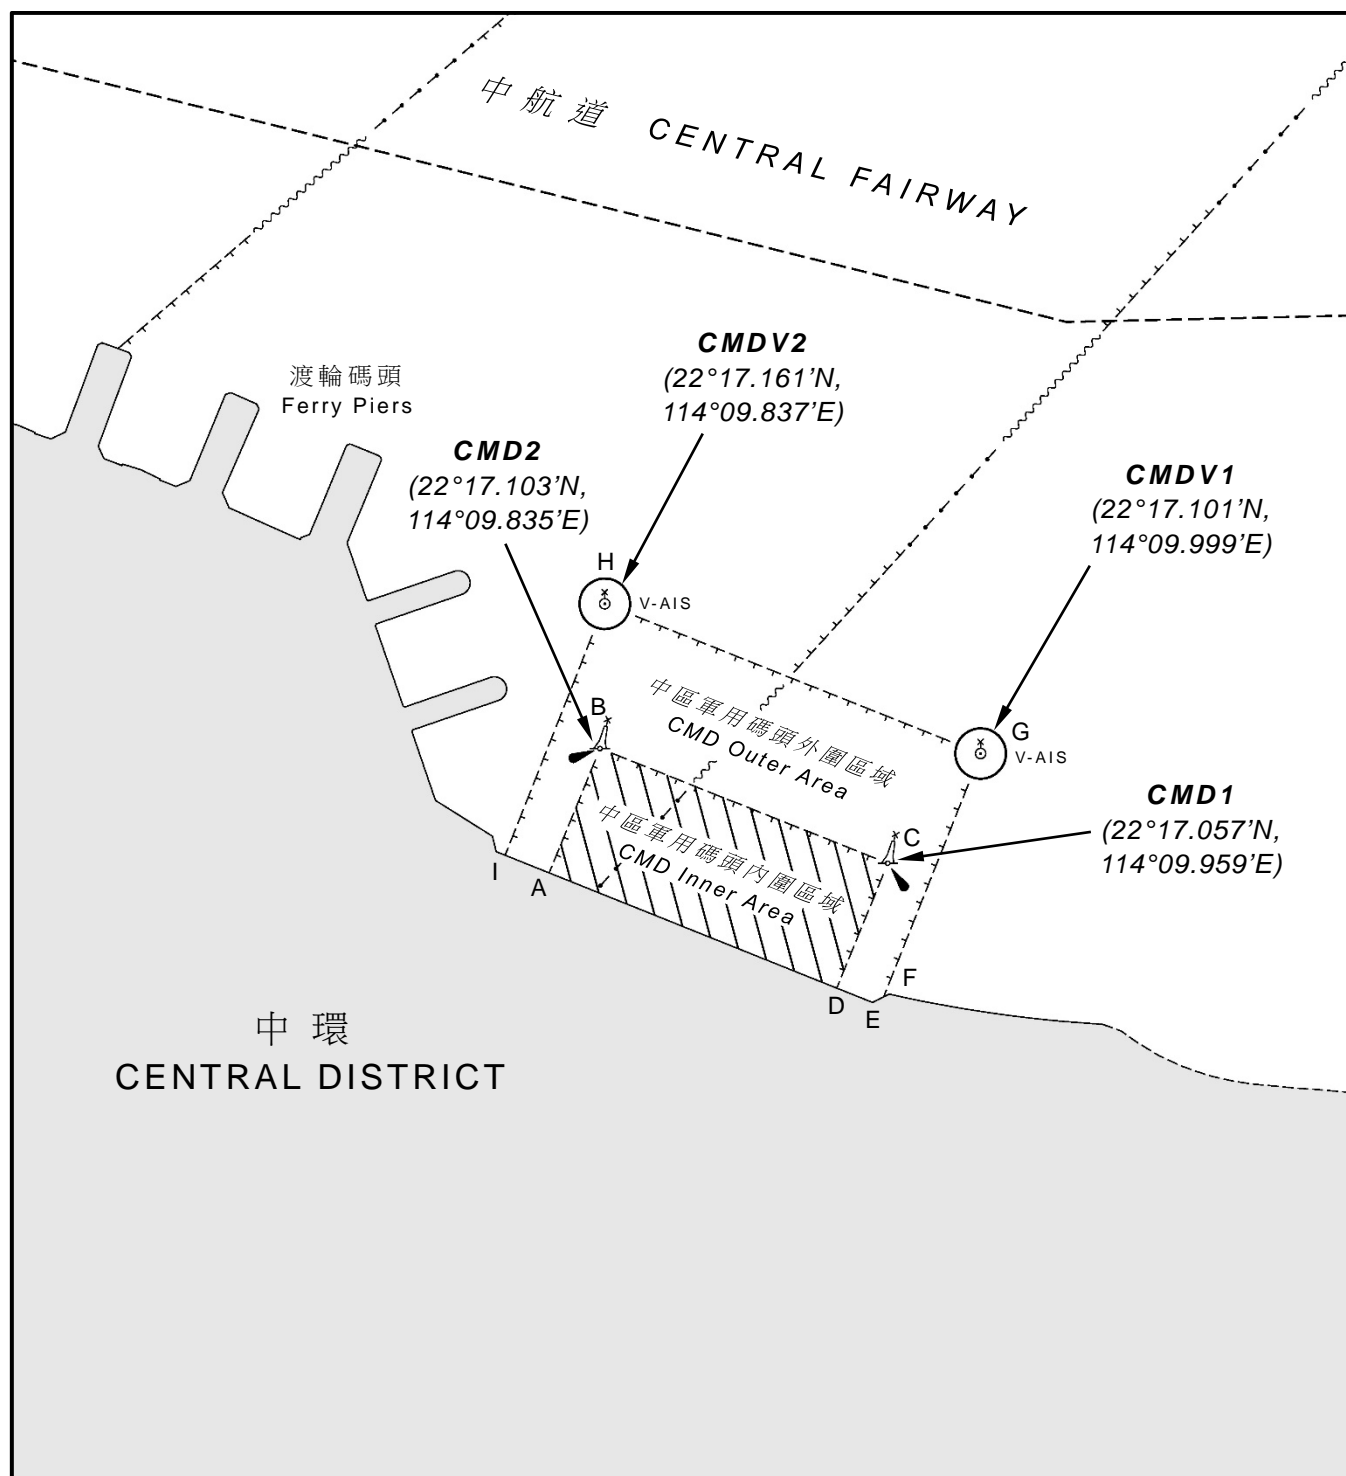 中航道 CENTRAL FAIRWAY
CMDV2
(22°17.161’N,
114°09.837’E)
渡輪碼頭
Ferry Piers
CMD2
(22°17.103’N,
114°09.835’E)
CMDV1
(22°17.101’N,
114°09.999’E)
H
V-AIS
中區軍用碼頭外圍區域
CMD Outer Area
B
G
V-AIS
CMD1
(22°17.057’N,
114°09.959’E)
C
中區軍用碼頭內圍區域
CMD Inner Area
I
A
F
D
E
中環
CENTRAL DISTRICT